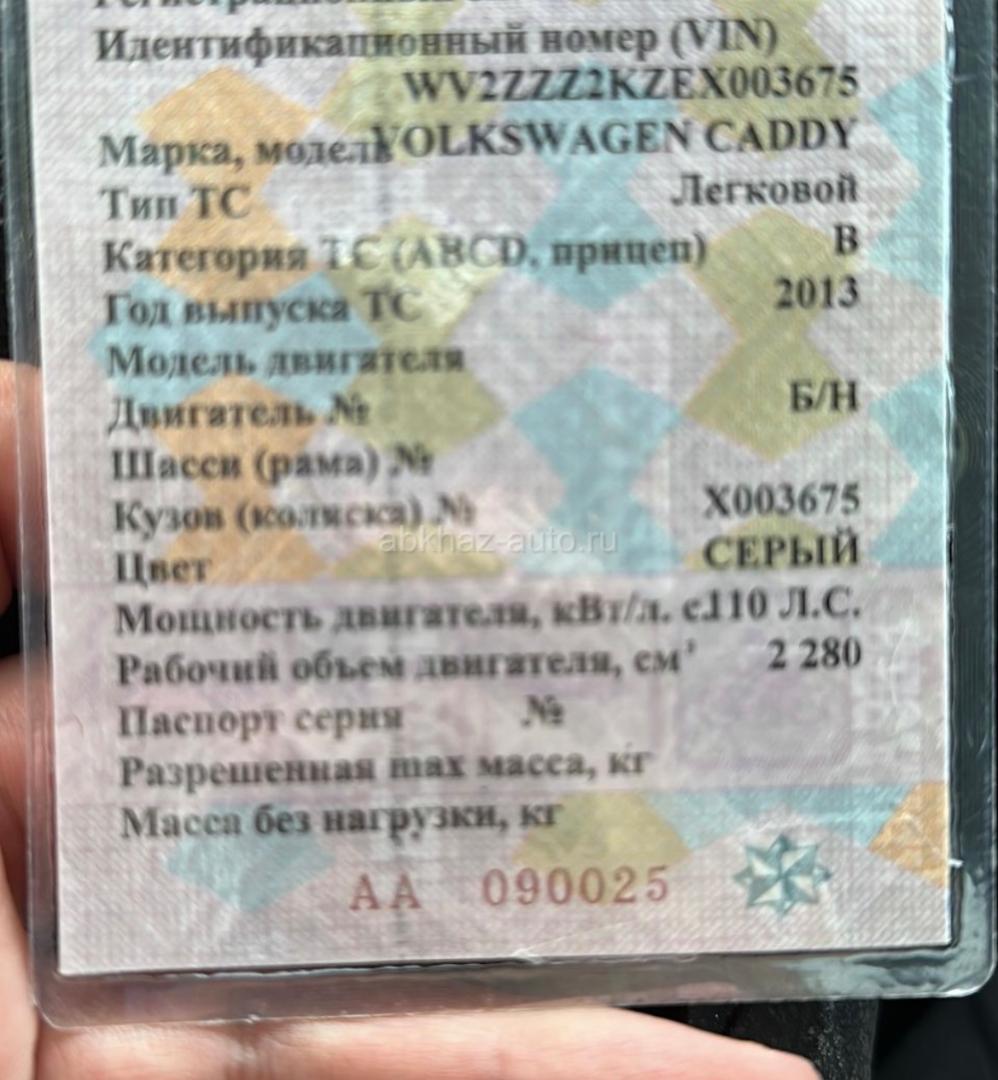 Идентификационный номер (VIN)
WV2ZZZ2KZEX003675
Марка, модель VOLKSWAGEN CADDY
Тип ТС Легковой
Категория ТС (ABCD, прицеп) B
Год выпуска ТС 2013
Модель двигателя
Двигатель № Б/Н
Шасси (рама) №
Кузов (коляска) № X003675
abkhaz-auto.ru
Цвет СЕРЫЙ
Мощность двигателя, кВт/л. с.110 Л.С.
Рабочий объем двигателя, см³ 2 280
Паспорт серия №
Разрешенная max масса, кг
Масса без нагрузки, кг
АА 090025